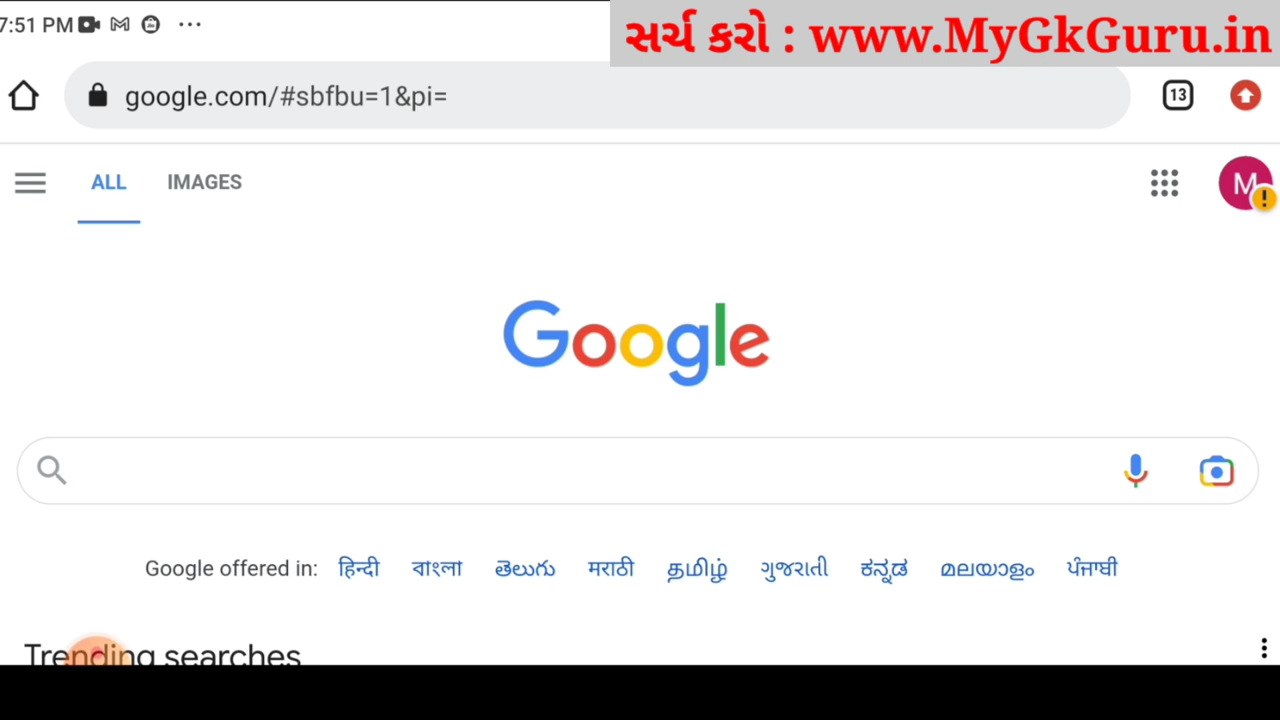 7:51 PM
સર્ચ કરો : www.MyGkGuru.in
google.com/#sbfbu=1&pi=
13
ALL IMAGES
M
Google
Google offered in: हिन्दी বাংলা తెలుగు मराठी தமிழ் ગુજરાતી ಕನ್ನಡ മലയാളം ਪੰਜਾਬੀ
Trending searches